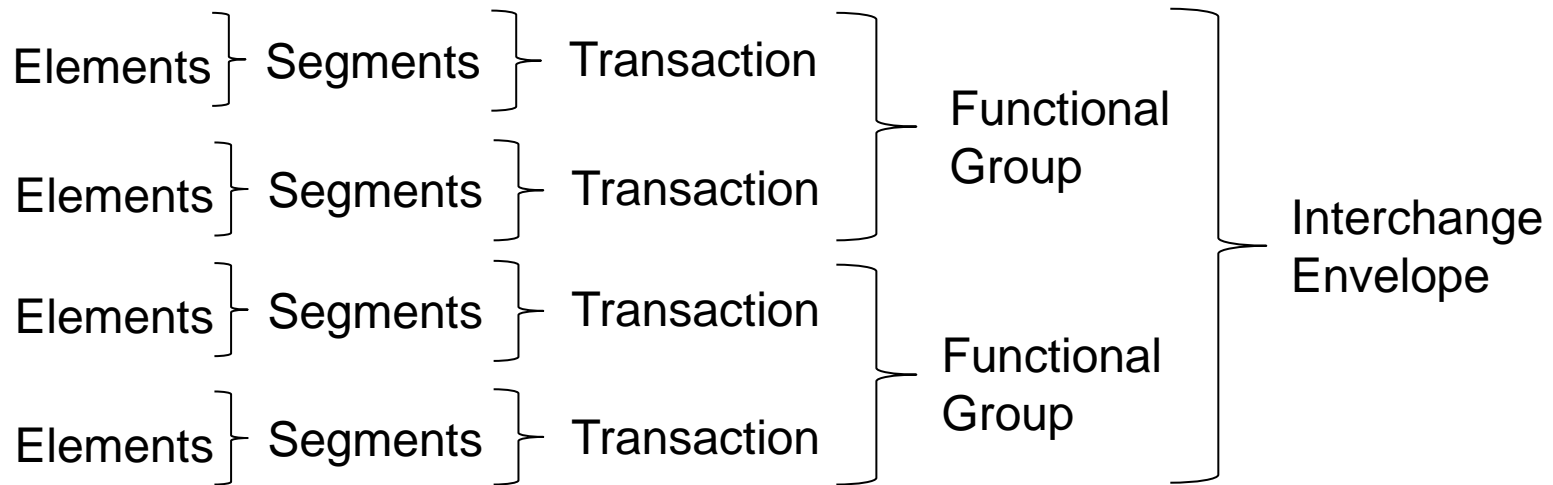 Elements Segments Transaction
Elements Segments Transaction
Functional
Group
Elements Segments Transaction
Elements Segments Transaction
Functional
Group
Interchange
Envelope